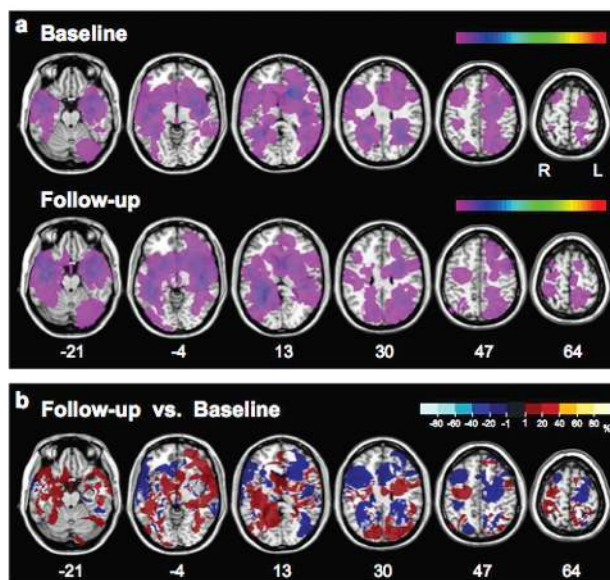 a
Baseline
R L
Follow-up
-21 -4 13 30 47 64
b
Follow-up vs. Baseline
-80 -60 -40 -20 -1 1 20 40 60 80
%
-21 -4 13 30 47 64